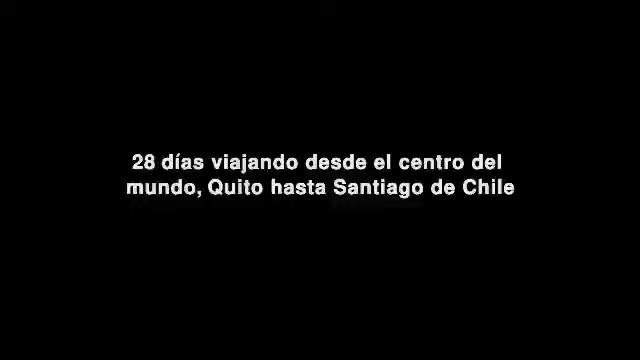 28 días viajando desde el centro del
mundo, Quito hasta Santiago de Chile